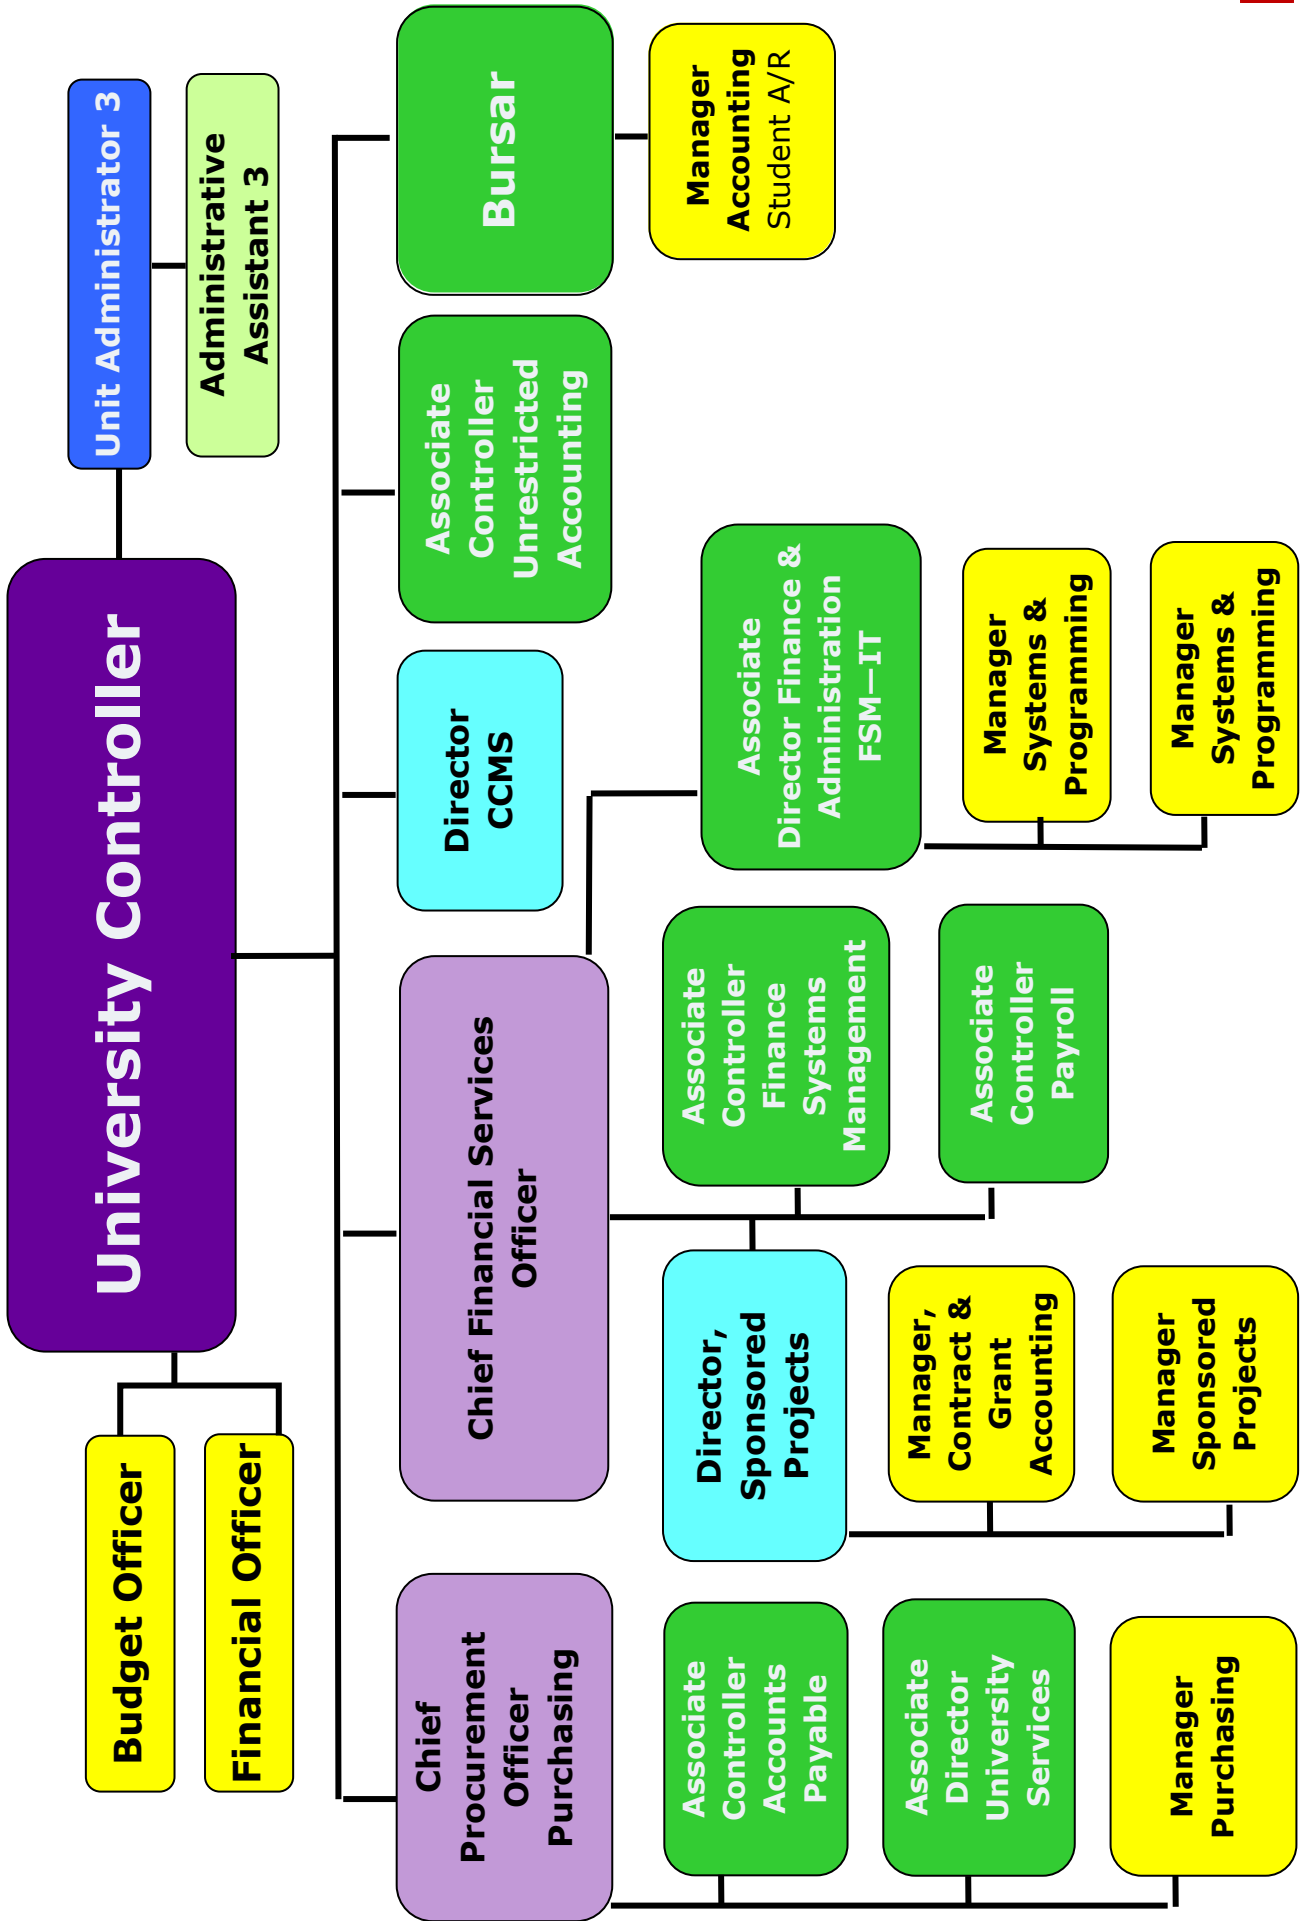 University Controller
Budget Officer
Financial Officer
Unit Administrator 3
Administrative
Assistant 3
Chief
Procurement
Officer
Purchasing
Chief Financial Services
Officer
Director
CCMS
Associate
Controller
Unrestricted
Accounting
Bursar
Associate
Controller
Accounts
Payable
Associate
Director
University
Services
Manager
Purchasing
Director,
Sponsored
Projects
Manager,
Contract &
Grant
Accounting
Manager
Sponsored
Projects
Associate
Controller
Finance
Systems
Management
Associate
Controller
Payroll
Associate
Director Finance &
Administration
FSM—IT
Manager
Systems &
Programming
Manager
Systems &
Programming
Manager
Accounting
Student A/R